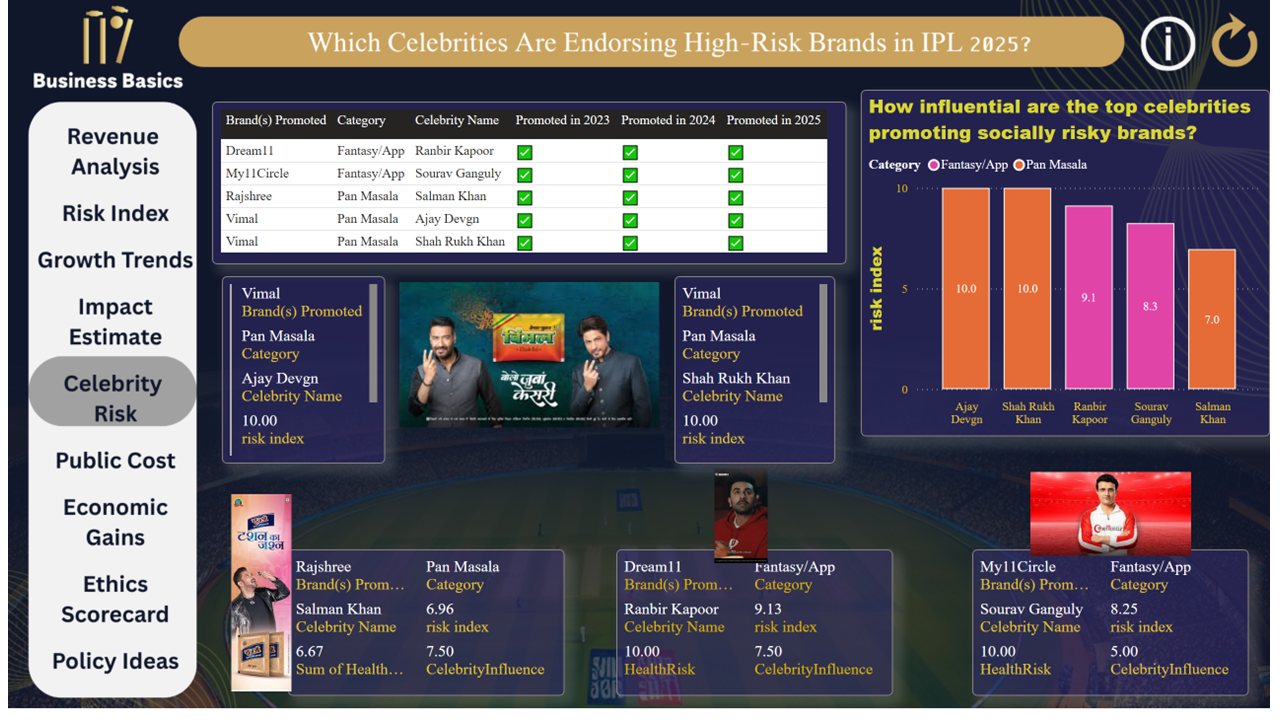 Business Basics
Which Celebrities Are Endorsing High-Risk Brands in IPL 2025?
Revenue
Analysis
Risk Index
Growth Trends
Impact
Estimate
Celebrity
Risk
Public Cost
Economic
Gains
Ethics
Scorecard
Policy Ideas
Brand(s) Promoted Category Celebrity Name Promoted in 2023 Promoted in 2024 Promoted in 2025
Dream11 Fantasy/App Ranbir Kapoor ✅ ✅ ✅
My11Circle Fantasy/App Sourav Ganguly ✅ ✅ ✅
Rajshree Pan Masala Salman Khan ✅ ✅ ✅
Vimal Pan Masala Ajay Devgn ✅ ✅ ✅
Vimal Pan Masala Shah Rukh Khan ✅ ✅ ✅
How influential are the top celebrities
promoting socially risky brands?
Category Fantasy/App Pan Masala
risk index
10
5
0
10.0 10.0 9.1 8.3 7.0
Ajay Devgn
Shah Rukh Khan
Ranbir Kapoor
Sourav Ganguly
Salman Khan
Vimal
Brand(s) Promoted
Pan Masala
Category
Ajay Devgn
Celebrity Name
10.00
risk index
विमल
बोलो ज़ुबां
केसरी
Vimal
Brand(s) Promoted
Pan Masala
Category
Shah Rukh Khan
Celebrity Name
10.00
risk index
टशन का
जश्न
Rajshree Pan Masala
Brand(s) Prom… Category
Salman Khan 6.96
Celebrity Name risk index
6.67 7.50
Sum of Health… CelebrityInfluence
Dream11 Fantasy/App
Brand(s) Prom… Category
Ranbir Kapoor 9.13
Celebrity Name risk index
10.00 7.50
HealthRisk CelebrityInfluence
My11Circle Fantasy/App
Brand(s) Prom… Category
Sourav Ganguly 8.25
Celebrity Name risk index
10.00 5.00
HealthRisk CelebrityInfluence